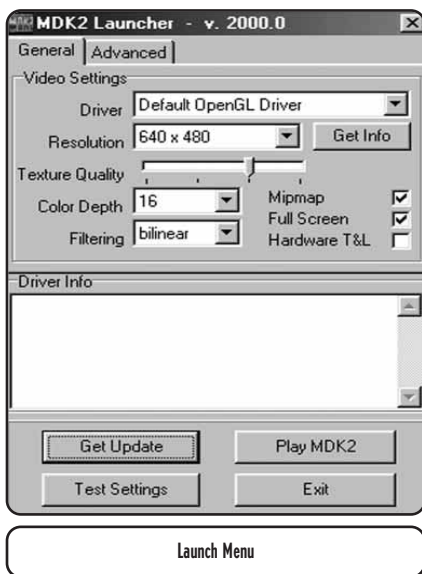 MDK2 Launcher - v. 2000.0
General Advanced
Video Settings
Driver Default OpenGL Driver
Resolution 640 x 480 Get Info
Texture Quality
Color Depth 16 Mipmap
Full Screen
Filtering bilinear Hardware T&L
Driver Info
Get Update Play MDK2
Test Settings Exit
Launch Menu